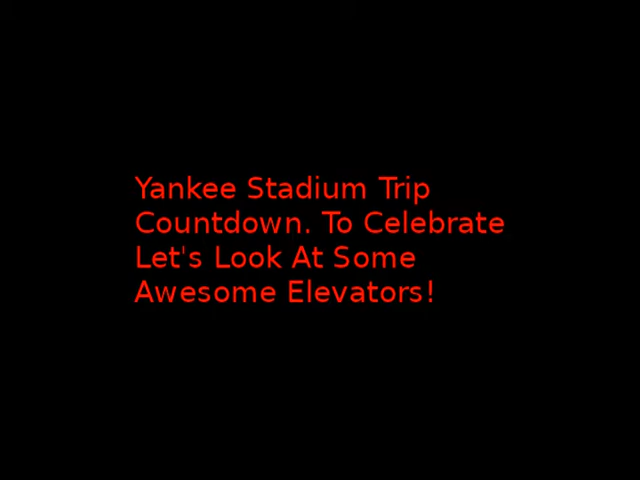 Yankee Stadium Trip
Countdown. To Celebrate
Let's Look At Some
Awesome Elevators!